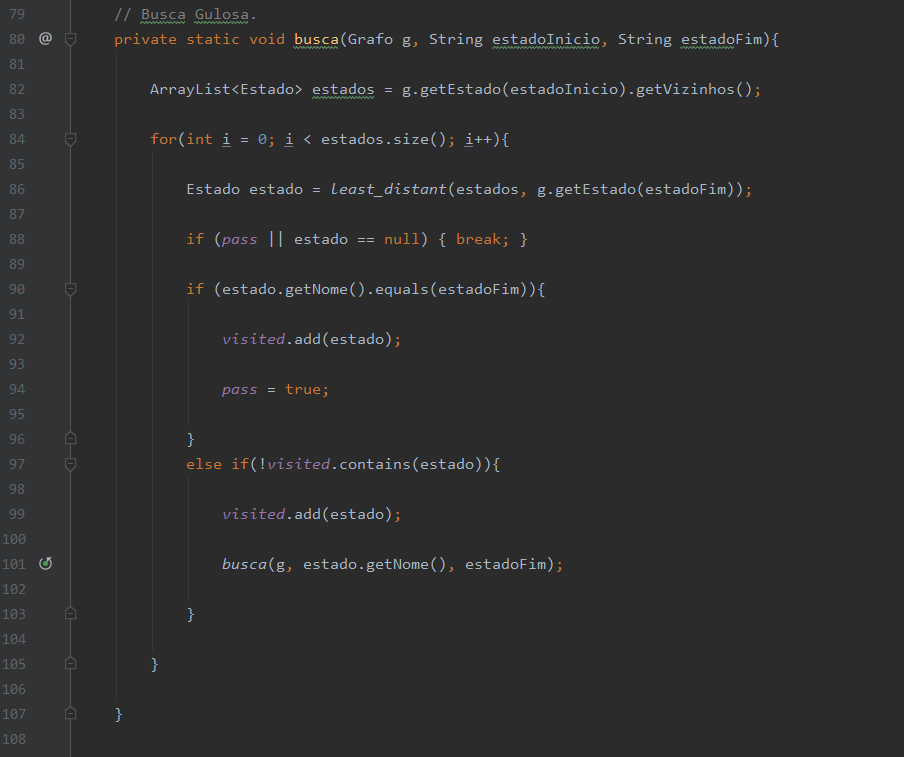 79 // Busca Gulosa.
80 @ private static void busca(Grafo g, String estadoInicio, String estadoFim){
81
82 ArrayList<Estado> estados = g.getEstado(estadoInicio).getVizinhos();
83
84 for(int i = 0; i < estados.size(); i++){
85
86 Estado estado = least_distant(estados, g.getEstado(estadoFim));
87
88 if (pass || estado == null) { break; }
89
90 if (estado.getNome().equals(estadoFim)){
91
92 visited.add(estado);
93
94 pass = true;
95
96 }
97 else if(!visited.contains(estado)){
98
99 visited.add(estado);
100
101 busca(g, estado.getNome(), estadoFim);
102
103 }
104
105 }
106
107 }
108